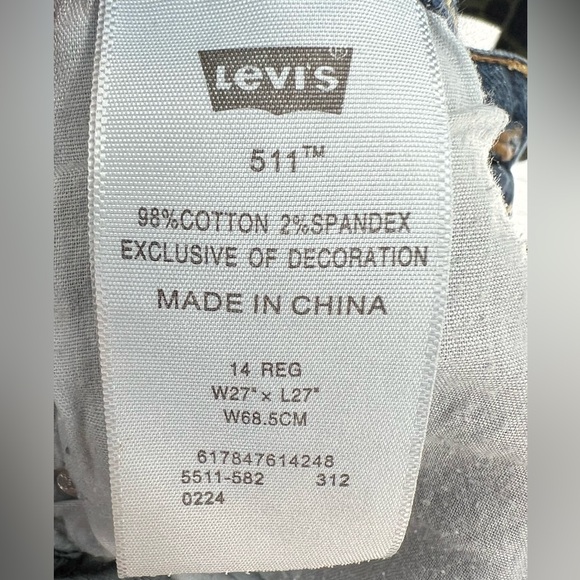 Levi's®
511™
98%COTTON 2%SPANDEX
EXCLUSIVE OF DECORATION
MADE IN CHINA
14 REG
W27"× L27"
W68.5CM
617847614248
5511-582 312
0224